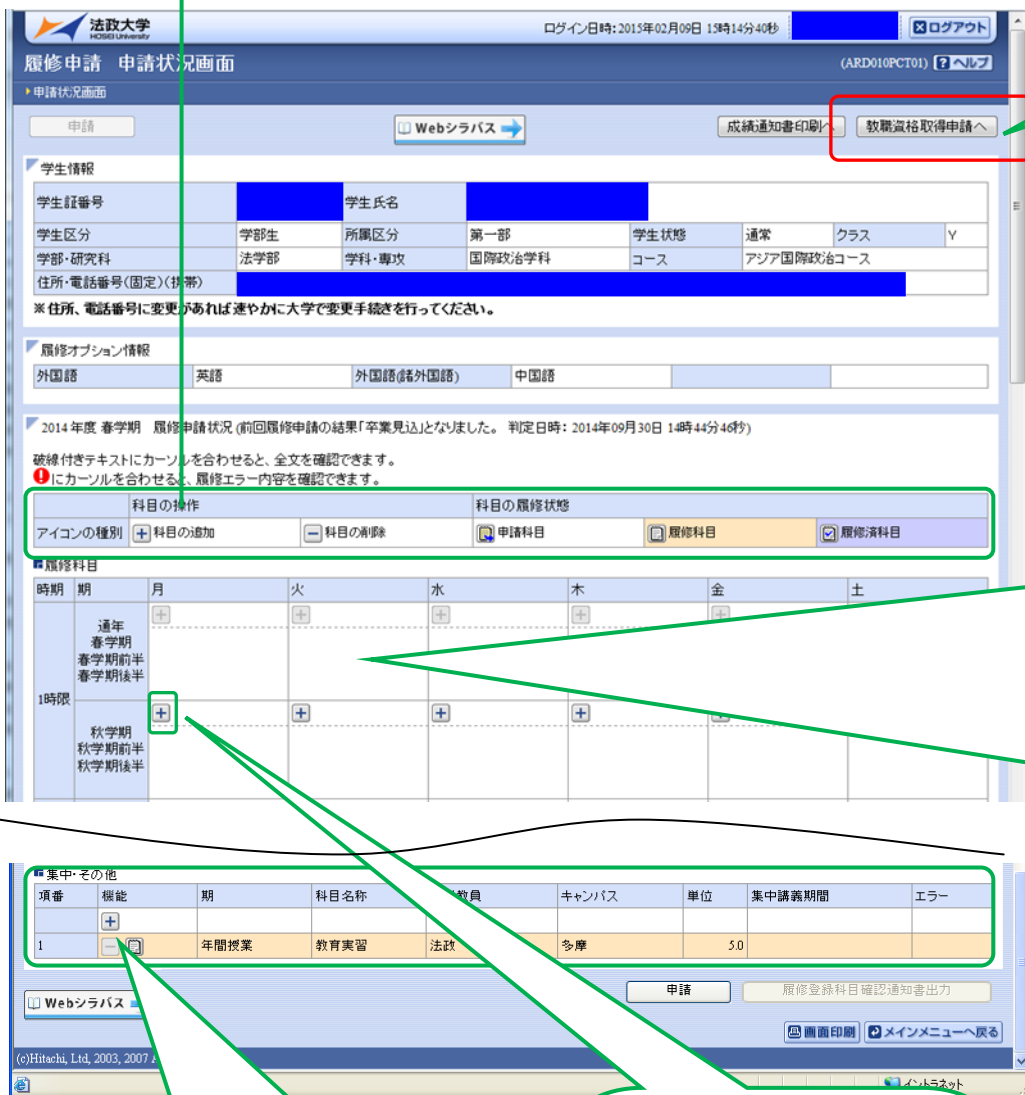 法政大学
HOSEI University
ログイン日時：2015年02月09日 15時14分40秒
ログアウト
履修申請　申請状況画面
(ARD010PCT01) ? ヘルプ
申請状況画面
申請
Webシラバス
成績通知書印刷へ
教職資格取得申請へ
学生情報
学生証番号 学生氏名
学生区分 学部生 所属区分 第一部 学生状態 通常 クラス Y
学部・研究科 法学部 学科・専攻 国際政治学科 コース アジア国際政治コース
住所・電話番号(固定)(携帯)
※住所、電話番号に変更があれば速やかに大学で変更手続きを行ってください。
履修オプション情報
外国語 英語 外国語(諸外国語) 中国語
2014年度 春学期　履修申請状況 (前回履修申請の結果「卒業見込」となりました。 判定日時：2014年09月30日 14時44分46秒)
破線付きテキストにカーソルを合わせると、全文を確認できます。
にカーソルを合わせると、履修エラー内容を確認できます。
科目の操作 科目の履修状態
アイコンの種別 科目の追加 科目の削除 申請科目 履修科目 履修済科目
履修科目
時期 期 月 火 水 木 金 土
通年
春学期
春学期前半
春学期後半
1時限
秋学期
秋学期前半
秋学期後半
集中・その他
項番 機能 期 科目名称 教員 キャンパス 単位 集中講義期間 エラー
1 年間授業 教育実習 法政 多摩 5.0
申請
履修登録科目確認通知書出力
Webシラバス
画面印刷
メインメニューへ戻る
(c)Hitachi, Ltd, 2003, 2007
イントラネット